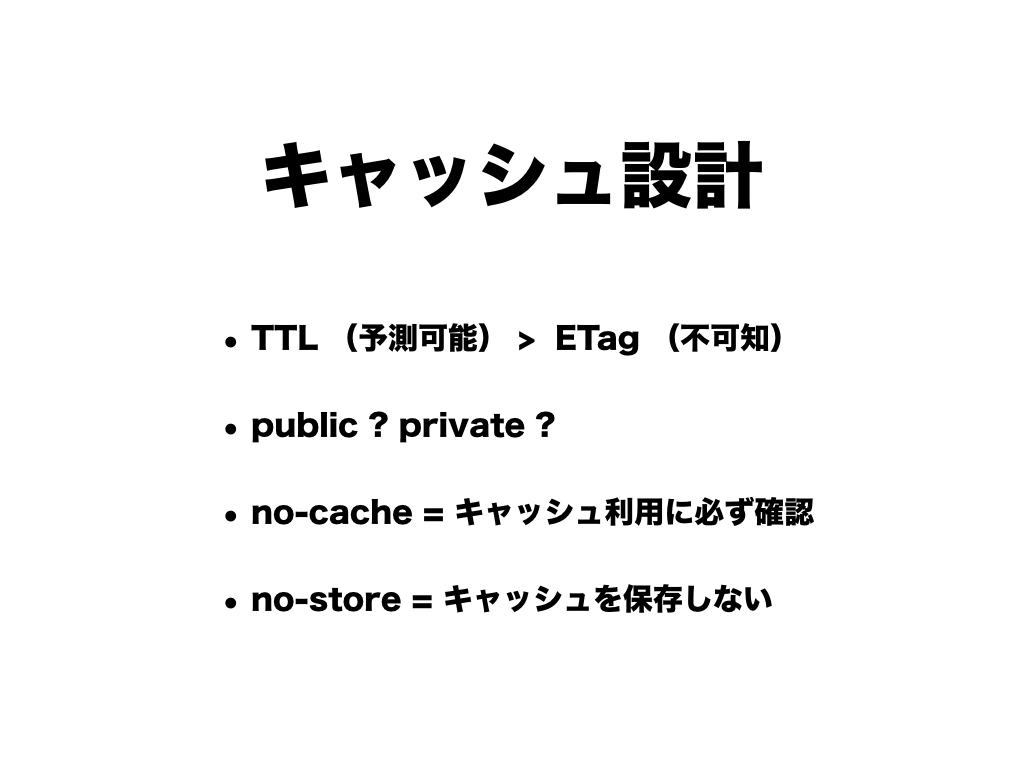 キャッシュ設計
• TTL （予測可能） > ETag （不可知）
• public ? private ?
• no-cache = キャッシュ利用に必ず確認
• no-store = キャッシュを保存しない